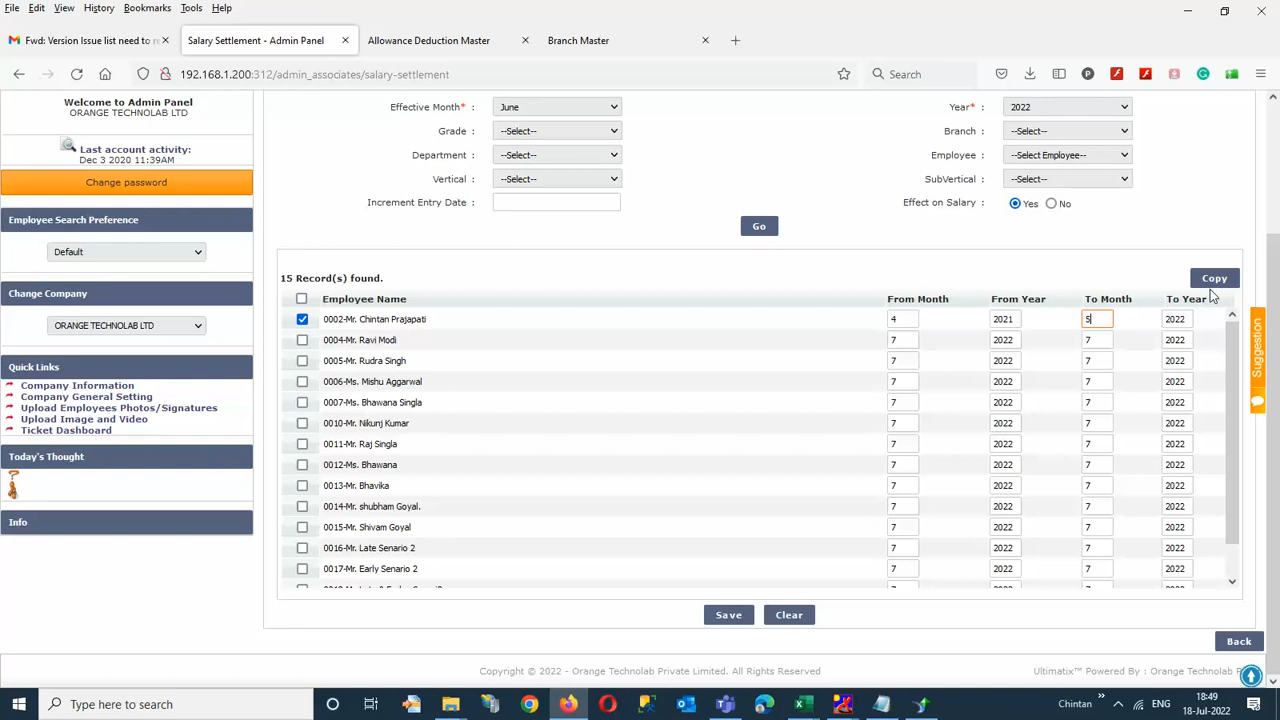 File Edit View History Bookmarks Tools Help
Fwd: Version Issue list need to r
Salary Settlement - Admin Panel
Allowance Deduction Master
Branch Master
192.168.1.200:312/admin_associates/salary-settlement
Search
Welcome to Admin Panel
ORANGE TECHNOLAB LTD
Last account activity:
Dec 3 2020 11:39AM
Change password
Employee Search Preference
Default
Change Company
ORANGE TECHNOLAB LTD
Quick Links
Company Information
Company General Setting
Upload Employees Photos/Signatures
Upload Image and Video
Ticket Dashboard
Today's Thought
Info
Effective Month* : June Year* : 2022
Grade : --Select-- Branch : --Select--
Department : --Select-- Employee : --Select Employee--
Vertical : --Select-- SubVertical : --Select--
Increment Entry Date : Effect on Salary : Yes No
Go
15 Record(s) found. Copy
Employee Name From Month From Year To Month To Year
0002-Mr. Chintan Prajapati 4 2021 5 2022
0004-Mr. Ravi Modi 7 2022 7 2022
0005-Mr. Rudra Singh 7 2022 7 2022
0006-Ms. Mishu Aggarwal 7 2022 7 2022
0007-Ms. Bhawana Singla 7 2022 7 2022
0010-Mr. Nikunj Kumar 7 2022 7 2022
0011-Mr. Raj Singla 7 2022 7 2022
0012-Ms. Bhawana 7 2022 7 2022
0013-Mr. Bhavika 7 2022 7 2022
0014-Mr. shubham Goyal. 7 2022 7 2022
0015-Mr. Shivam Goyal 7 2022 7 2022
0016-Mr. Late Senario 2 7 2022 7 2022
0017-Mr. Early Senario 2 7 2022 7 2022
Save Clear
Back
Suggestion
Copyright © 2022 - Orange Technolab Private Limited. All Rights Reserved
Ultimatix™ Powered By : Orange Technolab P
Type here to search
Chintan
ENG
18:49
18-Jul-2022